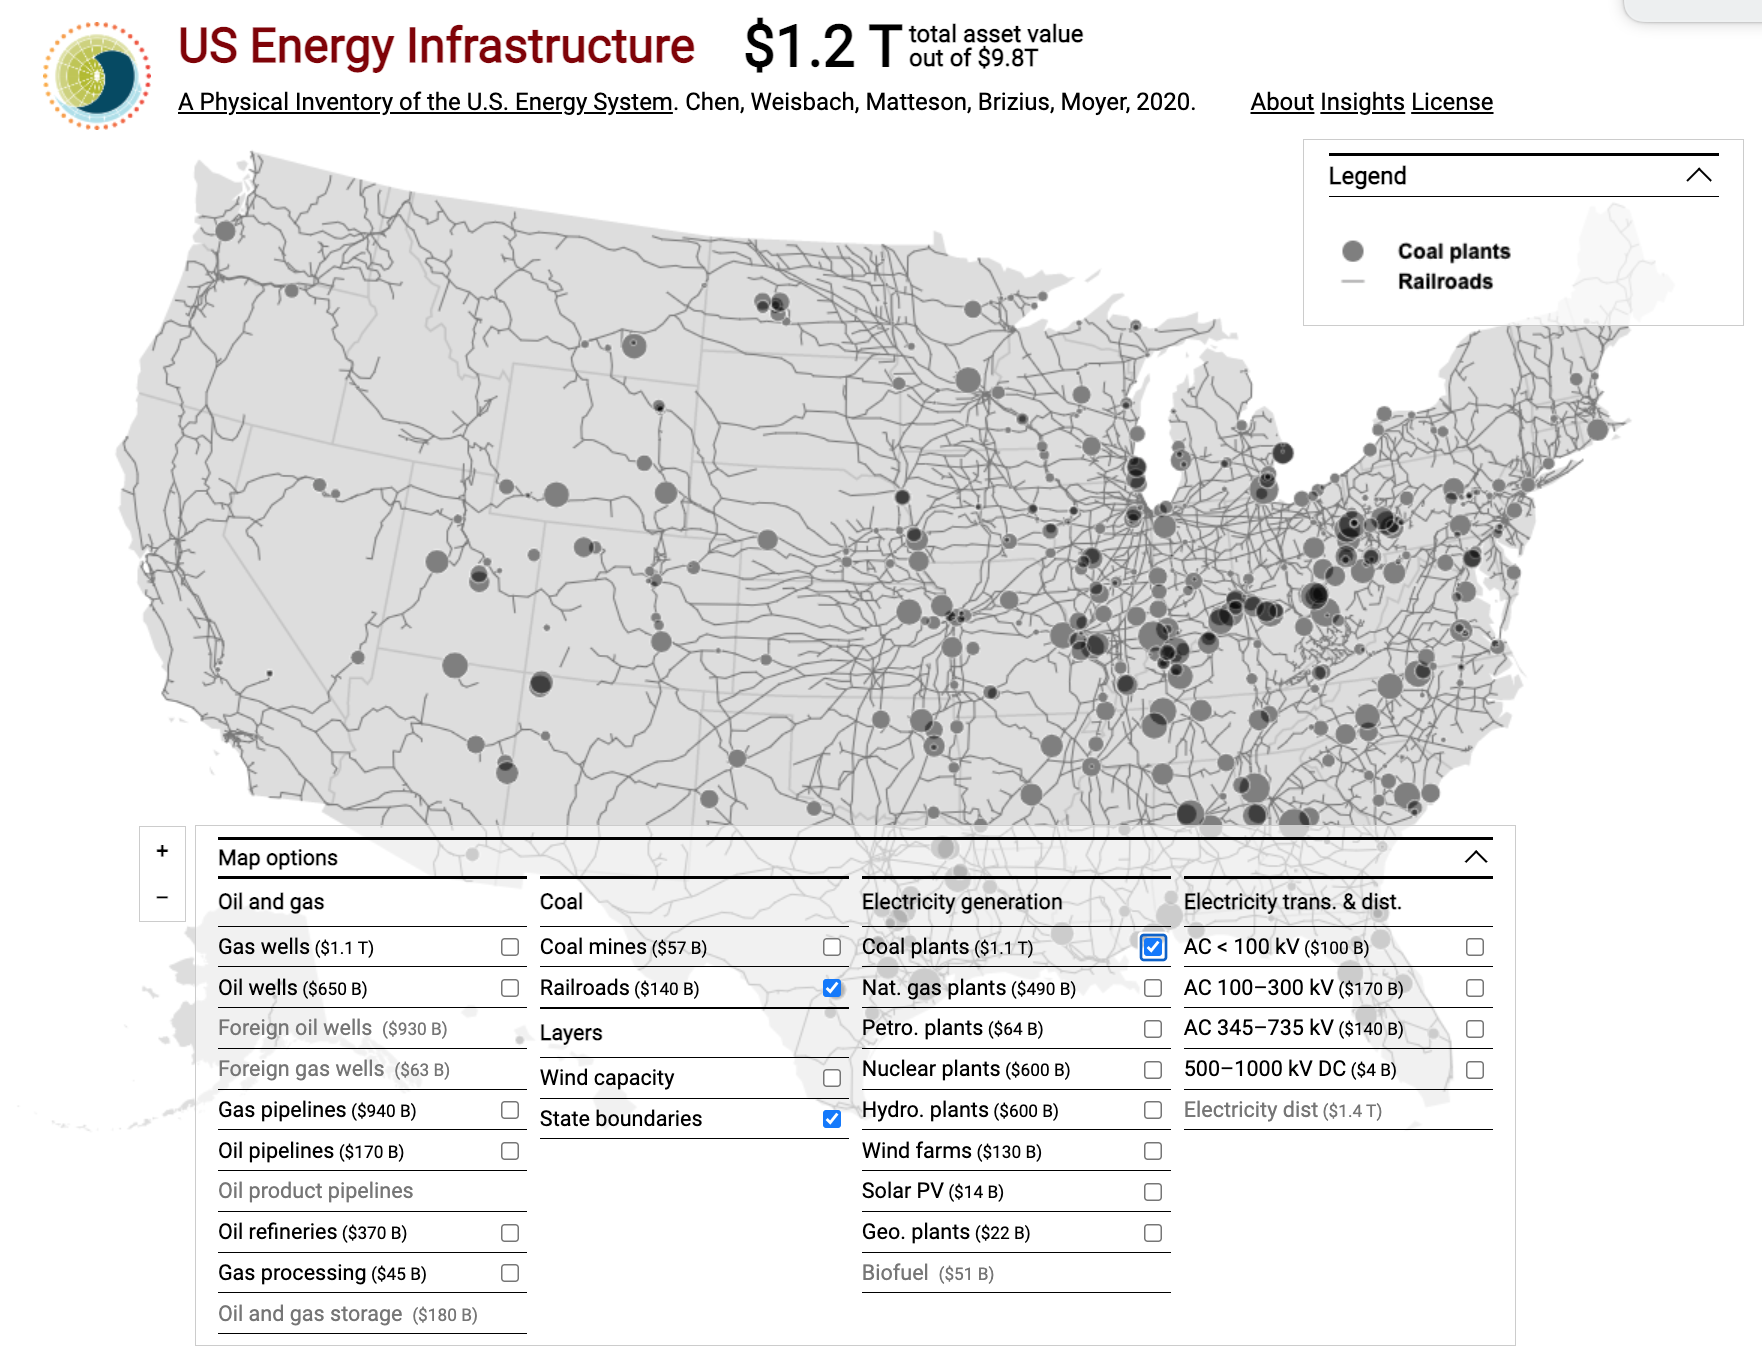 US Energy Infrastructure
$1.2 T total asset value
out of $9.8T
A Physical Inventory of the U.S. Energy System. Chen, Weisbach, Matteson, Brizius, Moyer, 2020.
About Insights License
Legend
Coal plants
Railroads
+
−
Map options
Oil and gas
Gas wells ($1.1 T)
Oil wells ($650 B)
Foreign oil wells ($930 B)
Foreign gas wells ($63 B)
Gas pipelines ($940 B)
Oil pipelines ($170 B)
Oil product pipelines
Oil refineries ($370 B)
Gas processing ($45 B)
Oil and gas storage ($180 B)
Coal
Coal mines ($57 B)
Railroads ($140 B)
Layers
Wind capacity
State boundaries
Electricity generation
Coal plants ($1.1 T)
Nat. gas plants ($490 B)
Petro. plants ($64 B)
Nuclear plants ($600 B)
Hydro. plants ($600 B)
Wind farms ($130 B)
Solar PV ($14 B)
Geo. plants ($22 B)
Biofuel ($51 B)
Electricity trans. & dist.
AC < 100 kV ($100 B)
AC 100–300 kV ($170 B)
AC 345–735 kV ($140 B)
500–1000 kV DC ($4 B)
Electricity dist ($1.4 T)